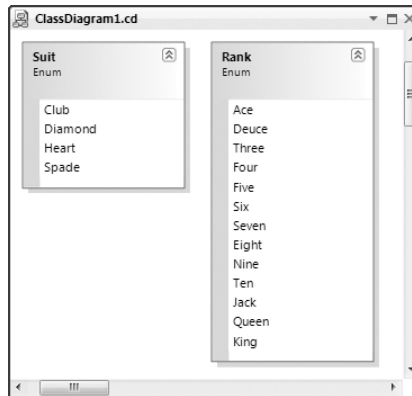 ClassDiagram1.cd
Suit
Enum
Club
Diamond
Heart
Spade
Rank
Enum
Ace
Deuce
Three
Four
Five
Six
Seven
Eight
Nine
Ten
Jack
Queen
King